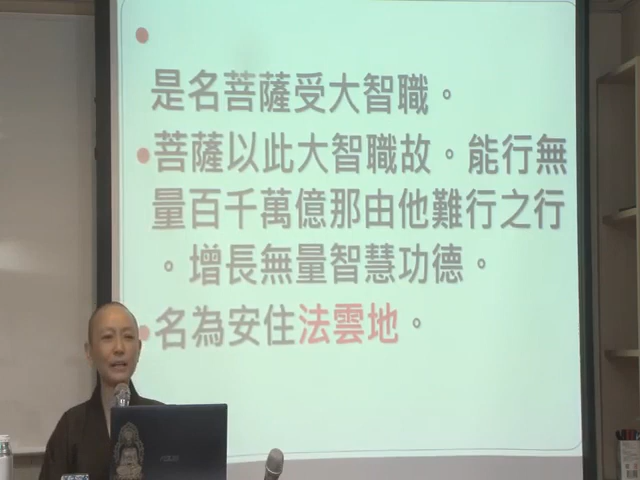 是名菩薩受大智職。
菩薩以此大智職故。能行無
量百千萬億那由他難行之行
。增長無量智慧功德。
名為安住法雲地。
ASUS